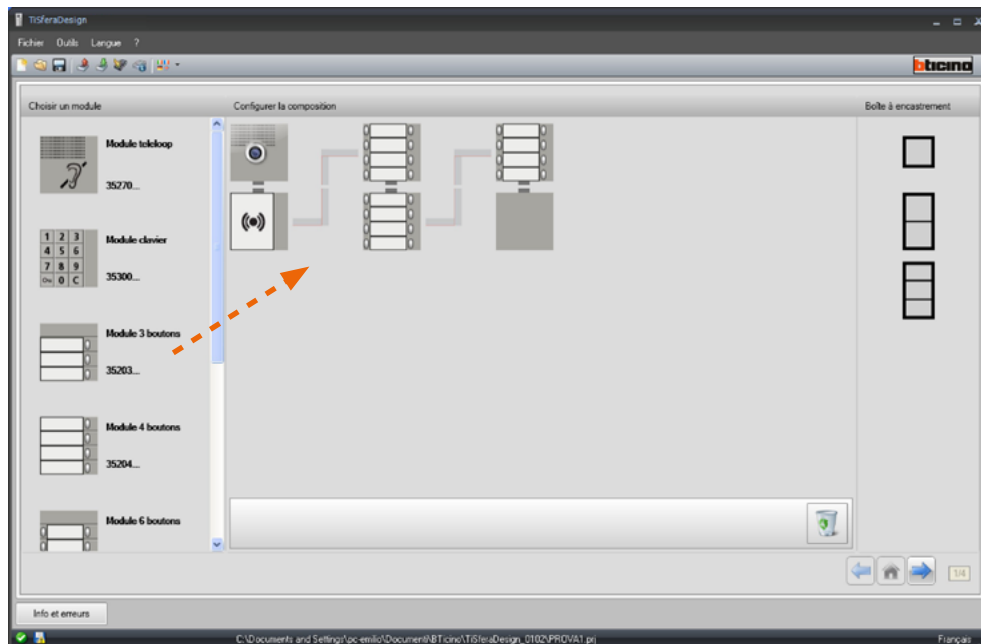 TiSferaDesign
Fichier Outils Langue ?
bticino
Choisir un module
Configurer la composition
Boîte à encastrement
Module teleloop
35270...
1 2 3
4 5 6
7 8 9
On 0 C
Module clavier
35300...
Module 3 boutons
35203...
Module 4 boutons
35204...
Module 6 boutons
1/4
Info et erreurs
C:\Documents and Settings\pc-emilio\Documenti\BTicino\TiSferaDesign_0102\PROVA1.prj
Français